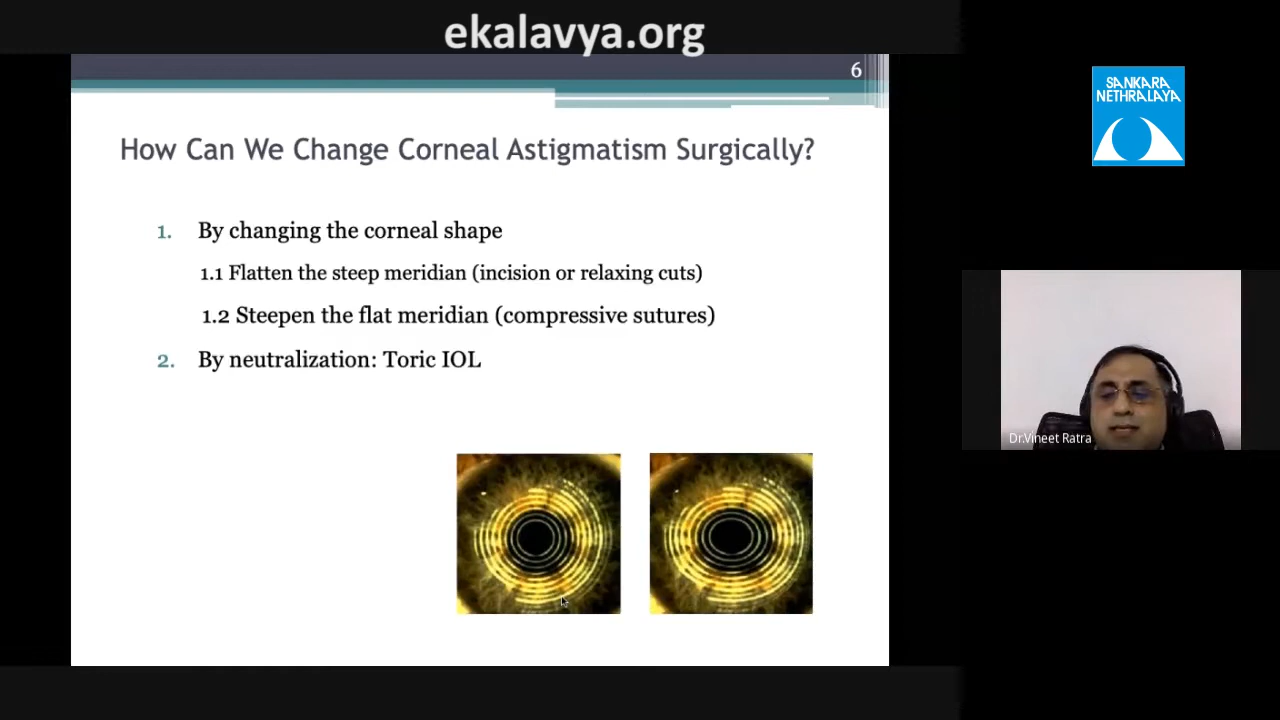 ekalavya.org
6
SANKARA
NETHRALAYA
How Can We Change Corneal Astigmatism Surgically?
1. By changing the corneal shape
1.1 Flatten the steep meridian (incision or relaxing cuts)
1.2 Steepen the flat meridian (compressive sutures)
2. By neutralization: Toric IOL
Dr.Vineet Ratra